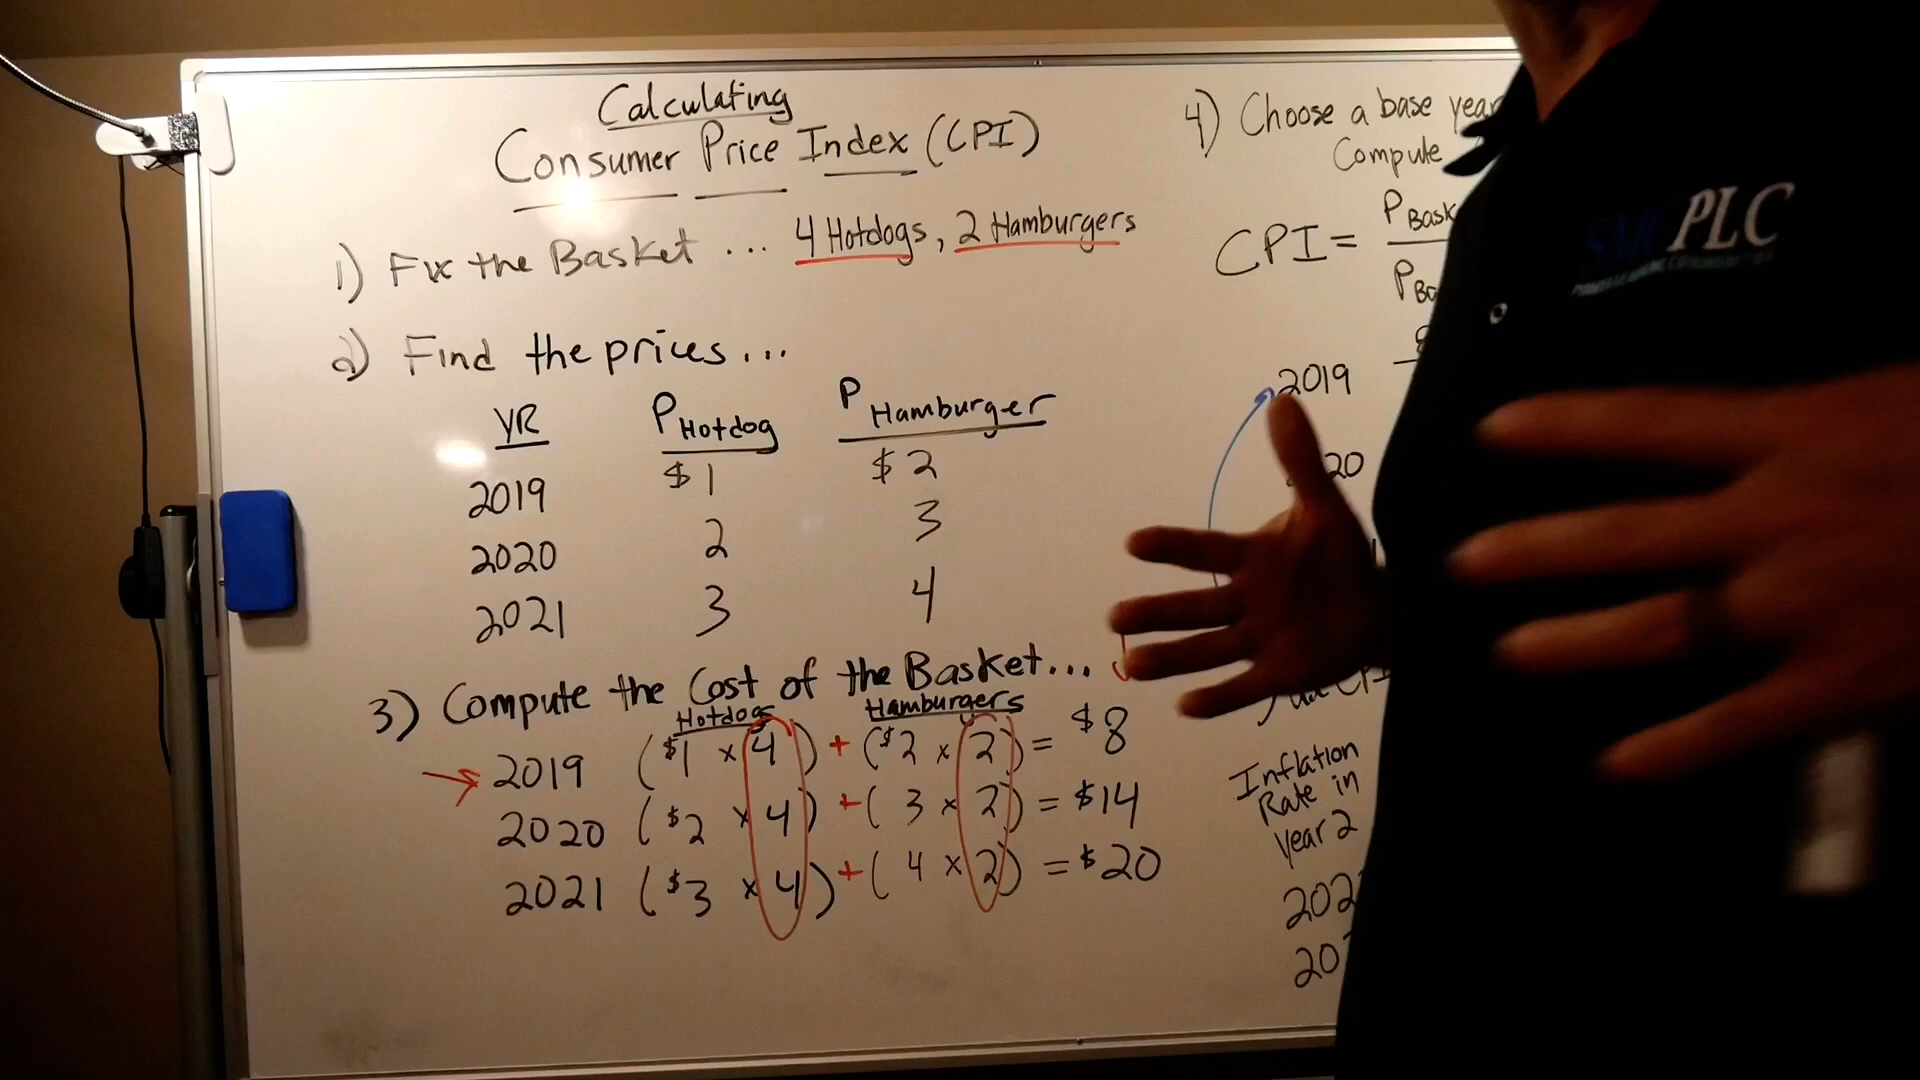 Calculating
Consumer Price Index (CPI)
1) Fix the Basket ... 4 Hotdogs, 2 Hamburgers
2) Find the prices...
YR P Hotdog P Hamburger
2019 $1 $2
2020 2 3
2021 3 4
3) Compute the Cost of the Basket...
Hotdogs Hamburgers
2019 ($1 x 4) + ($2 x 2) = $8
2020 ($2 x 4) + ( 3 x 2) = $14
2021 ($3 x 4) + ( 4 x 2) = $20
4) Choose a base year
Compute
CPI = P Bask
P Ba
2019
20
CPI
Inflation
Rate in
year 2
202
20
PLC